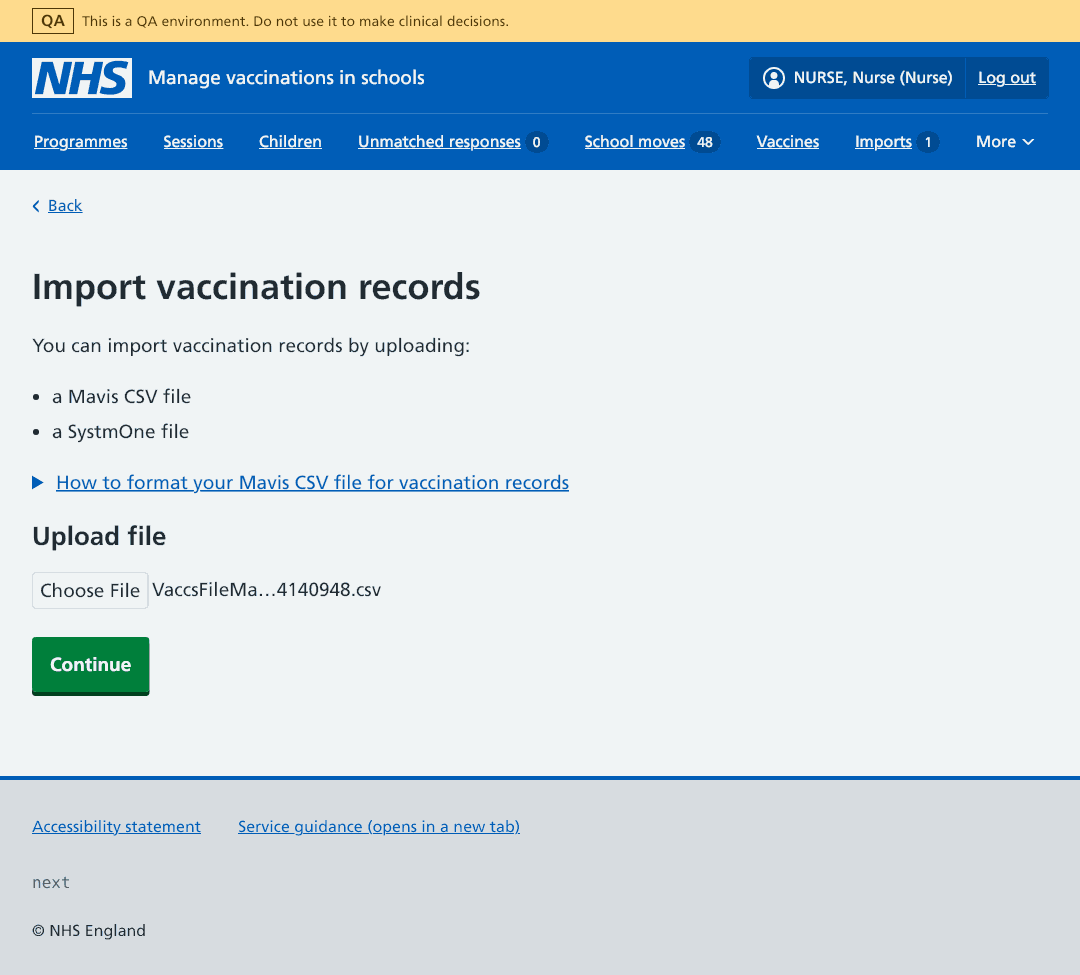 QA This is a QA environment. Do not use it to make clinical decisions.
NHS Manage vaccinations in schools NURSE, Nurse (Nurse) Log out
Programmes Sessions Children Unmatched responses 0 School moves 48 Vaccines Imports 1 More
Back
Import vaccination records
You can import vaccination records by uploading:
• a Mavis CSV file
• a SystmOne file
How to format your Mavis CSV file for vaccination records
Upload file
Choose File VaccsFileMa…4140948.csv
Continue
Accessibility statement Service guidance (opens in a new tab)
next
© NHS England